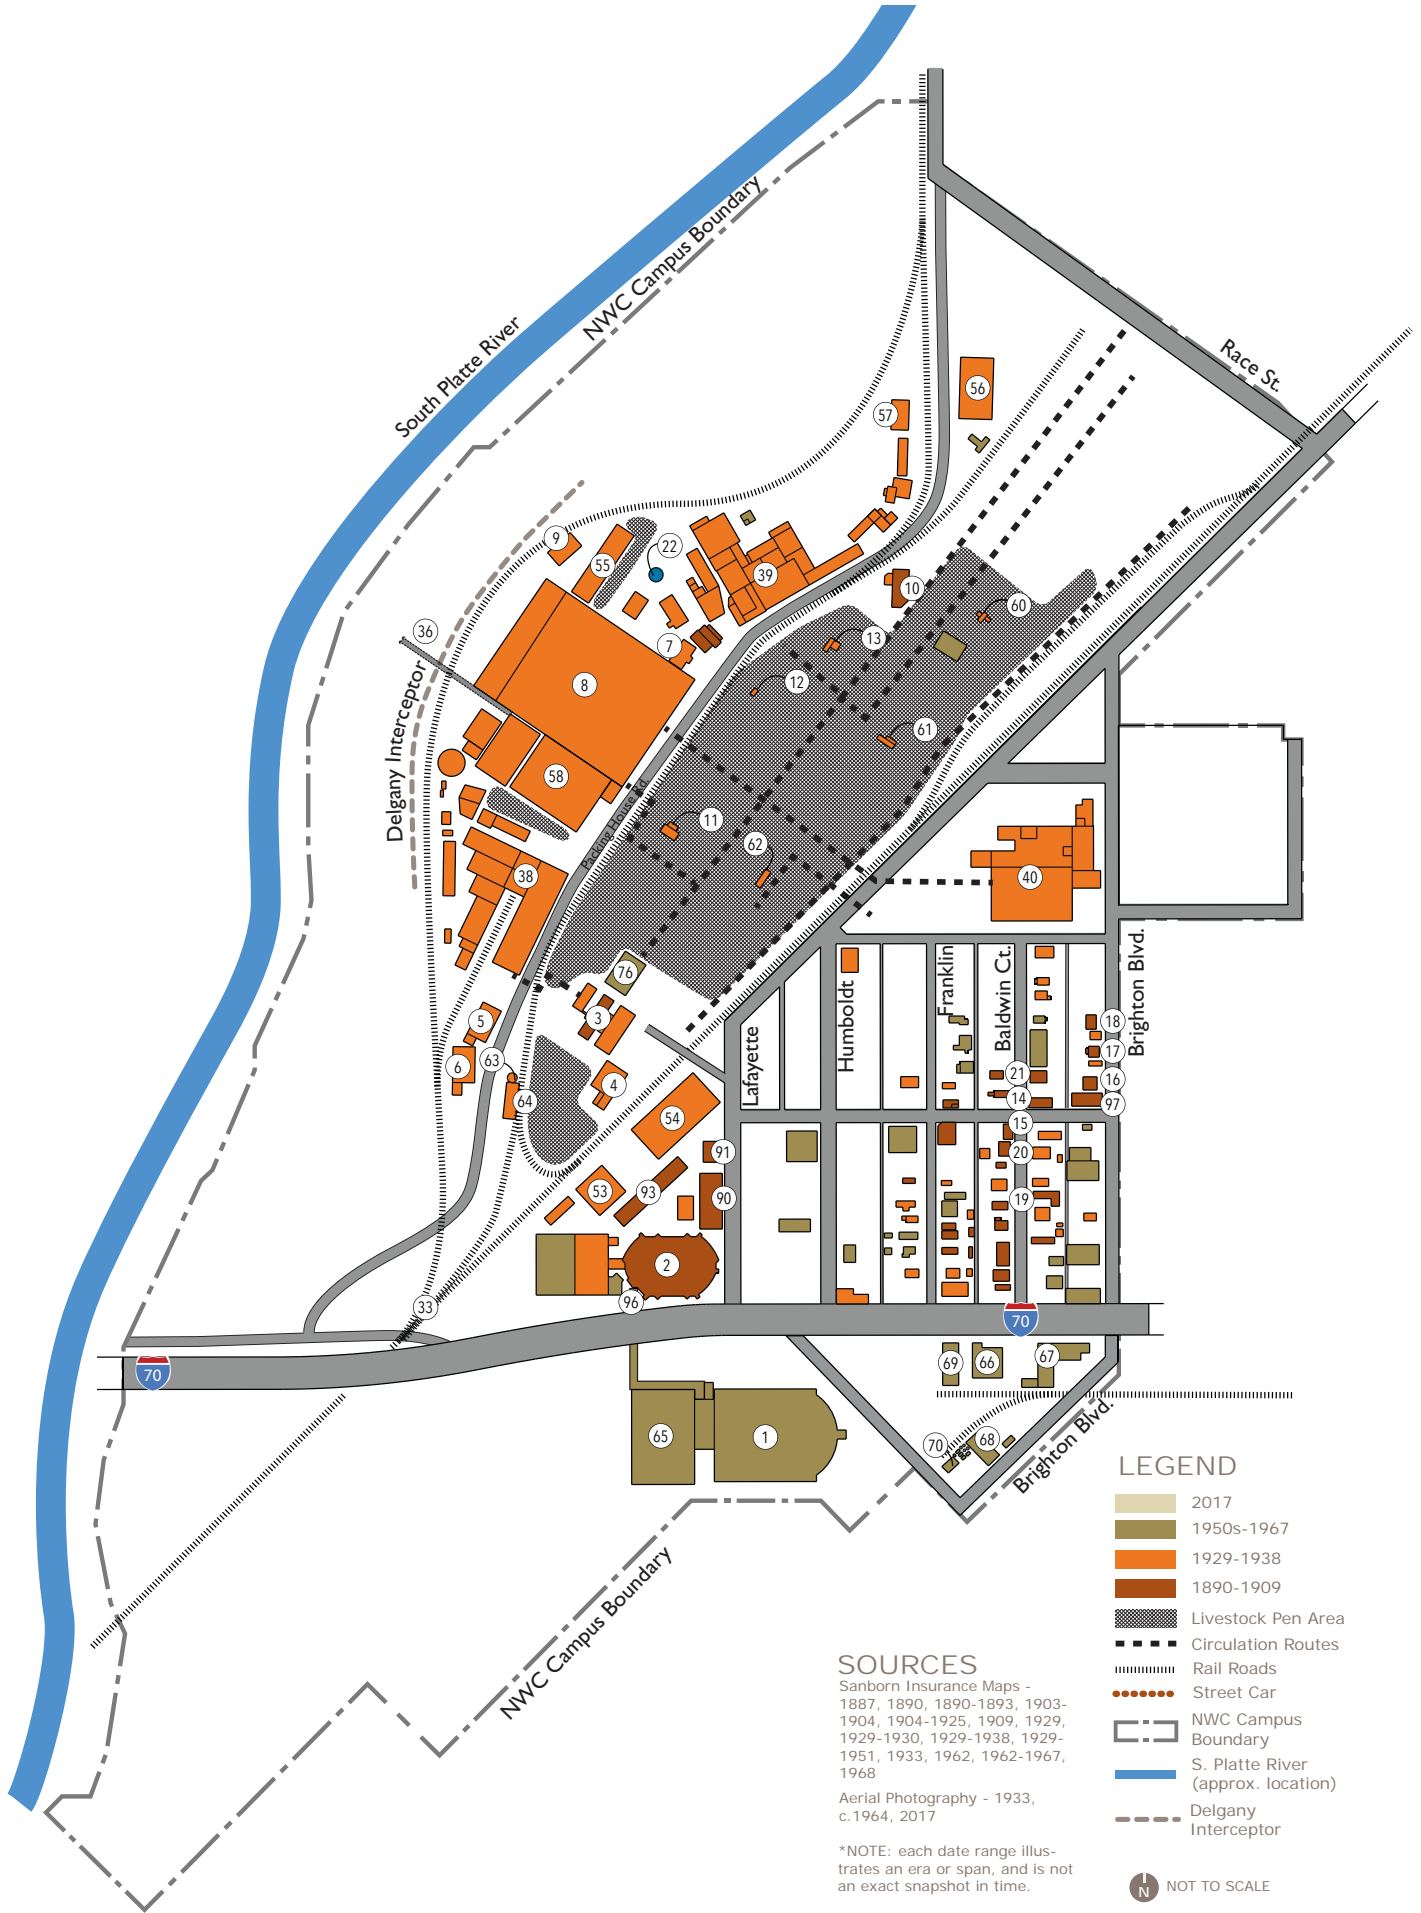 NWC Campus Boundary
South Platte River
Race St.
56
57
9
22
55
39
10
60
36
7
13
8
12
61
Delgany Interceptor
58
Packing House Rd.
11
62
38
40
76
3
5
63
6
64
4
54
Lafayette
Humboldt
Franklin
Baldwin Ct.
Brighton Blvd.
18
17
21
16
14
97
15
20
19
91
53
93
90
2
96
33
70
70
69
66
67
65
1
70
68
Brighton Blvd.
NWC Campus Boundary
LEGEND
2017
1950s-1967
1929-1938
1890-1909
Livestock Pen Area
Circulation Routes
Rail Roads
Street Car
NWC Campus
Boundary
S. Platte River
(approx. location)
Delgany
Interceptor
N
NOT TO SCALE
SOURCES
Sanborn Insurance Maps -
1887, 1890, 1890-1893, 1903-
1904, 1904-1925, 1909, 1929,
1929-1930, 1929-1938, 1929-
1951, 1933, 1962, 1962-1967,
1968
Aerial Photography - 1933,
c.1964, 2017
*NOTE: each date range illus-
trates an era or span, and is not
an exact snapshot in time.